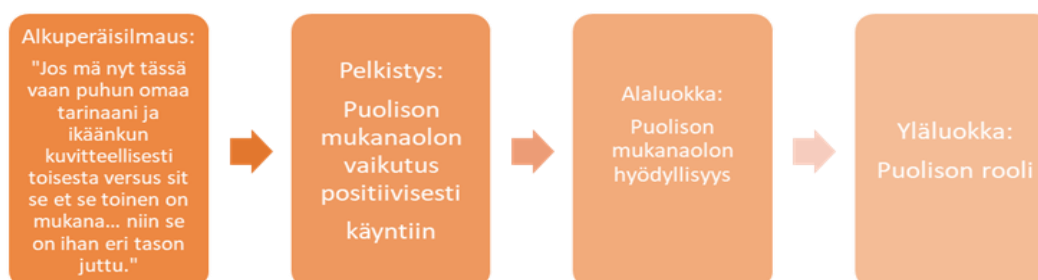 Alkuperäisilmaus:
"Jos mä nyt tässä
vaan puhun omaa
tarinaani ja
ikäänkun
kuvitteellisesti
toisesta versus sit
se et se toinen on
mukana... niin se
on ihan eri tason
juttu."
Pelkistys:
Puolison
mukanaolon
vaikutus
positiivisesti
käyntiin
Alaluokka:
Puolison
mukanaolon
hyödyllisyys
Yläluokka:
Puolison rooli